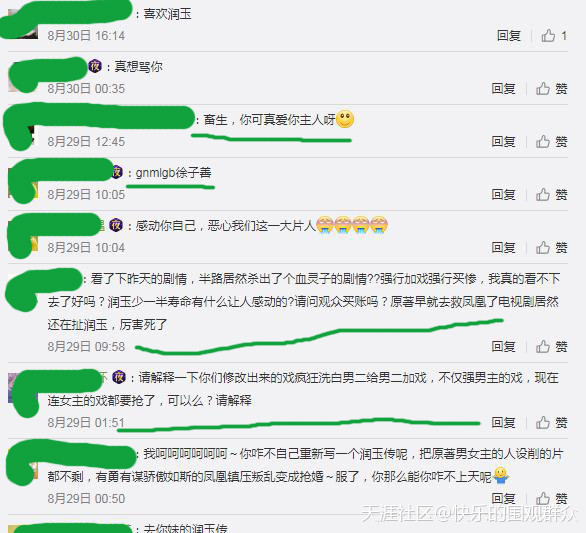 ：喜欢润玉
8月30日 16:14
回复
1
夜：真想骂你
8月30日 00:35
回复
赞
：畜生，你可真爱你主人呀
8月29日 12:45
回复
赞
夜：gnmlgb徐子善
8月29日 10:05
回复
赞
夜：感动你自己，恶心我们这一大片人
8月29日 10:04
回复
赞
：看了下昨天的剧情，半路居然杀出了个血灵子的剧情??强行加戏强行买惨，我真的看不下
去了好吗？润玉少一半寿命有什么让人感动的?请问观众买账吗？原著早就去救凤凰了电视剧居然
还在扯润玉，厉害死了
8月29日 09:58
回复
赞
夜：请解释一下你们修改出来的戏疯狂洗白男二给男二加戏，不仅强男主的戏，现在
连女主的戏都要抢了，可以么？请解释
8月29日 01:51
回复
赞
：我呵呵呵呵呵呵～你咋不自己重新写一个润玉传呢，把原著男女主的人设削的片
都不剩，有勇有谋骄傲如斯的凤凰镇压叛乱变成抢婚～服了，你那么能你咋不上天呢
8月29日 00:50
回复
赞
：去你妹的润玉传
天涯社区@快乐的围观群众